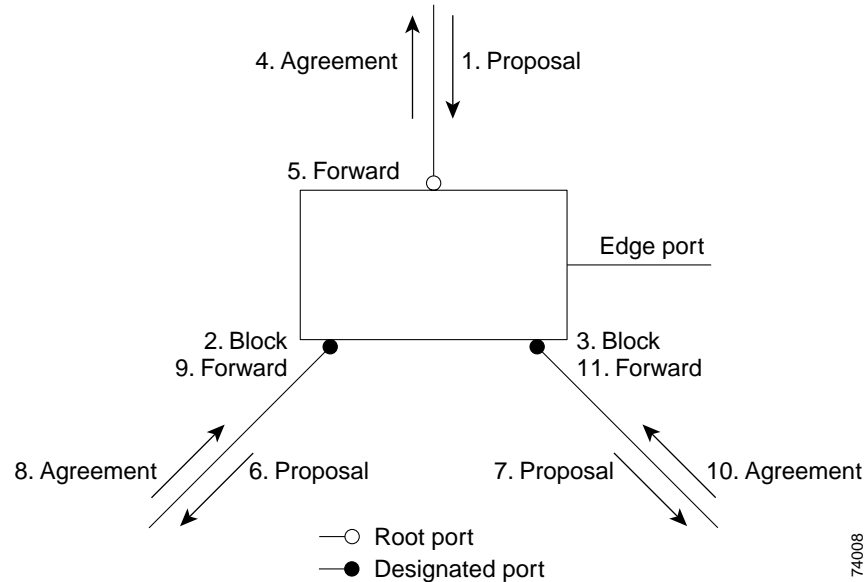 4. Agreement
1. Proposal
5. Forward
Edge port
2. Block
9. Forward
3. Block
11. Forward
8. Agreement
6. Proposal
7. Proposal
10. Agreement
Root port
Designated port
74008